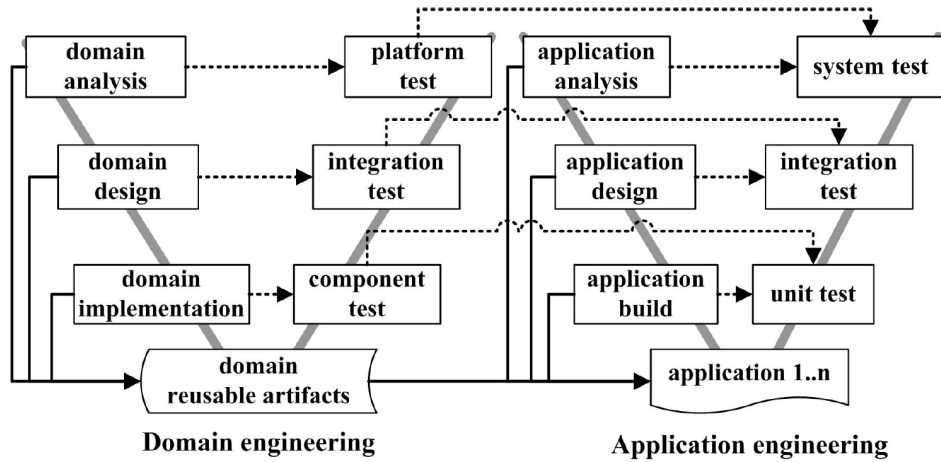 domain
analysis
platform
test
application
analysis
system test
domain
design
integration
test
application
design
integration
test
domain
implementation
component
test
application
build
unit test
domain
reusable artifacts
application 1..n
Domain engineering
Application engineering